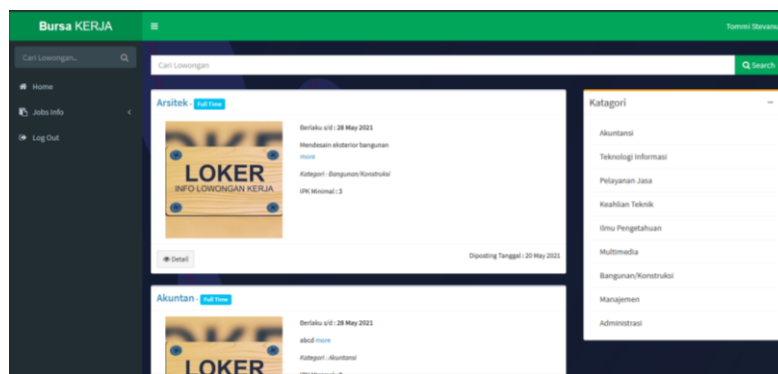 Bursa KERJA
Tommi Stevanu
Cari Lowongan..
Home
Jobs Info
Log Out
Cari Lowongan
Search
Arsitek - Full Time
LOKER
INFO LOWONGAN KERJA
Berlaku s/d : 28 May 2021
Mendesain eksterior bangunan
more
Kategori : Bangunan/Konstruksi
IPK Minimal : 3
Detail
Diposting Tanggal : 20 May 2021
Akuntan - Full Time
LOKER
Berlaku s/d : 28 May 2021
abcd more
Kategori : Akuntansi
Katagori
Akuntansi
Teknologi Informasi
Pelayanan Jasa
Keahlian Teknik
Ilmu Pengetahuan
Multimedia
Bangunan/Konstruksi
Manajemen
Administrasi